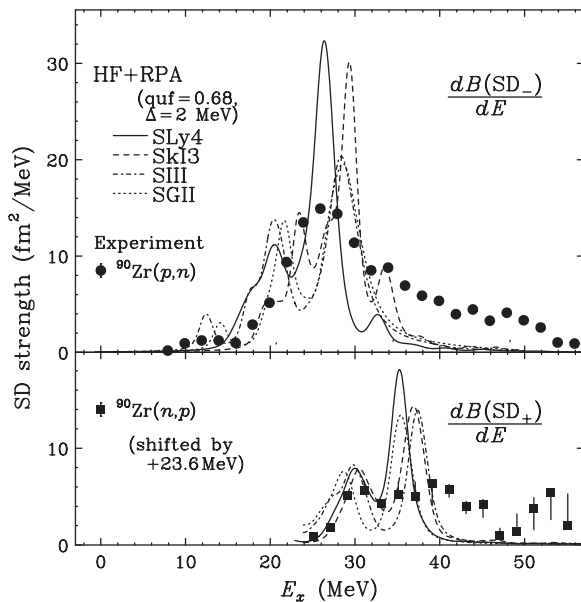 HF+RPA
(quf=0.68,
Δ=2 MeV)
SLy4
SkI3
SIII
SGII
Experiment
⁹⁰Zr(p,n)
dB(SD₋)
dE
30
20
10
0
SD strength (fm²/MeV)
⁹⁰Zr(n,p)
(shifted by
+23.6 MeV)
dB(SD₊)
dE
10
0
0 10 20 30 40 50
Eₓ (MeV)